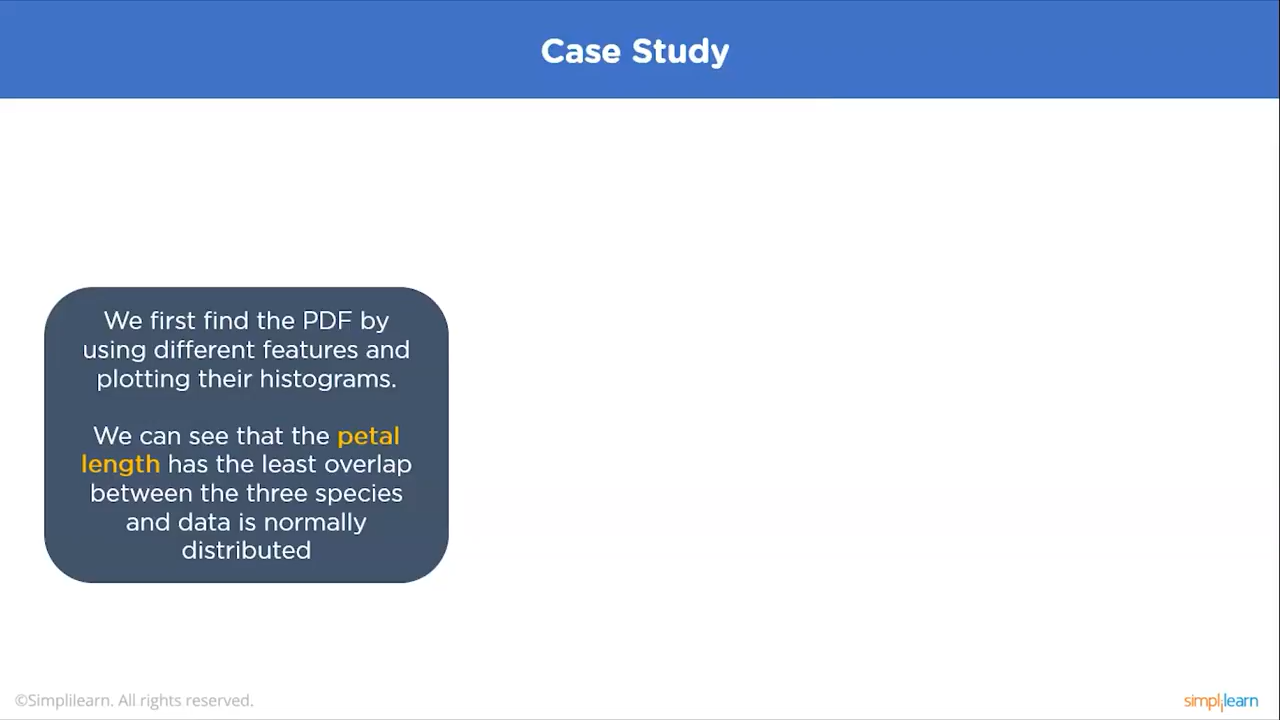 Case Study
We first find the PDF by
using different features and
plotting their histograms.
We can see that the petal
length has the least overlap
between the three species
and data is normally
distributed
©Simplilearn. All rights reserved.
simplilearn